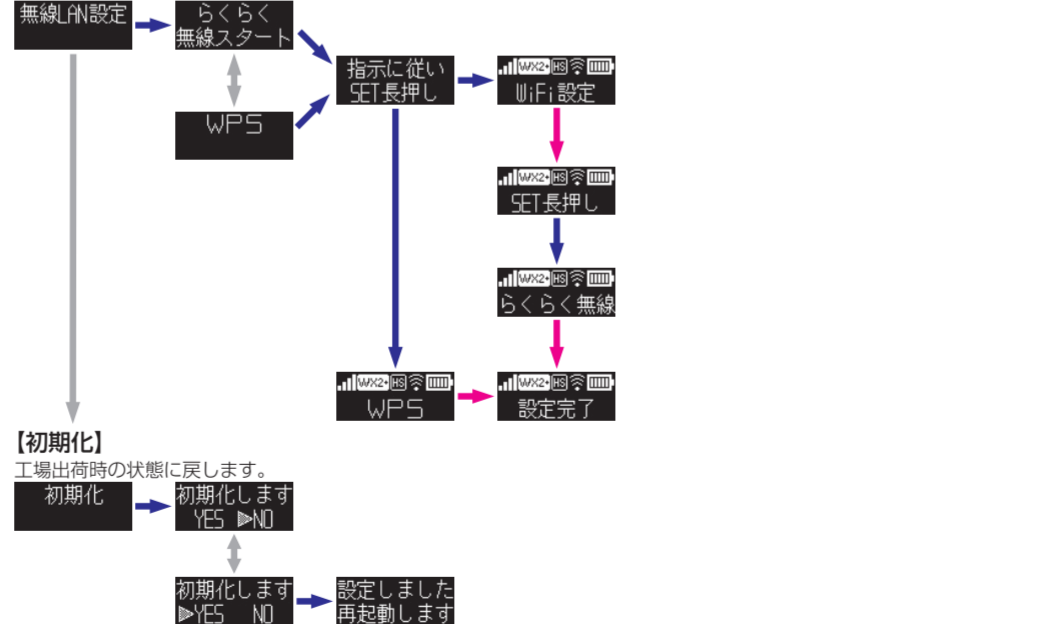 無線LAN設定
らくらく
無線スタート
WPS
指示に従い
SET長押し
WX2+ HS
WiFi設定
WX2+ HS
SET長押し
WX2+ HS
らくらく無線
WX2+ HS
WPS
WX2+ HS
設定完了
【初期化】
工場出荷時の状態に戻します。
初期化
初期化します
YES ▶NO
初期化します
▶YES NO
設定しました
再起動します